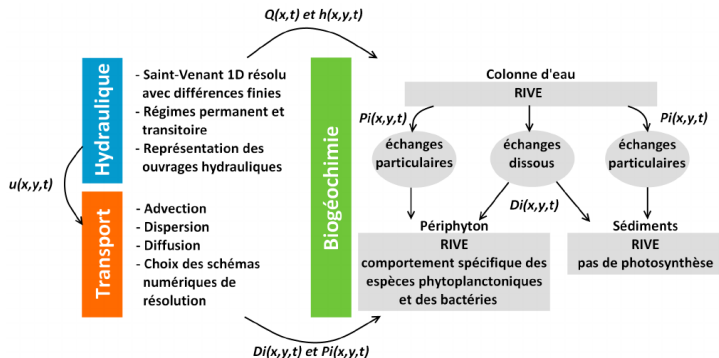 Q(x,t) et h(x,y,t)
Hydraulique
- Saint-Venant 1D résolu
avec différences finies
- Régimes permanent et
transitoire
- Représentation des
ouvrages hydrauliques
u(x,y,t)
Transport
- Advection
- Dispersion
- Diffusion
- Choix des schémas
numériques de
résolution
Di(x,y,t) et Pi(x,y,t)
Biogéochimie
Colonne d'eau
RIVE
Pi(x,y,t)
Pi(x,y,t)
échanges
particulaires
échanges
dissous
échanges
particulaires
Di(x,y,t)
Périphyton
RIVE
comportement spécifique des
espèces phytoplanctoniques
et des bactéries
Sédiments
RIVE
pas de photosynthèse